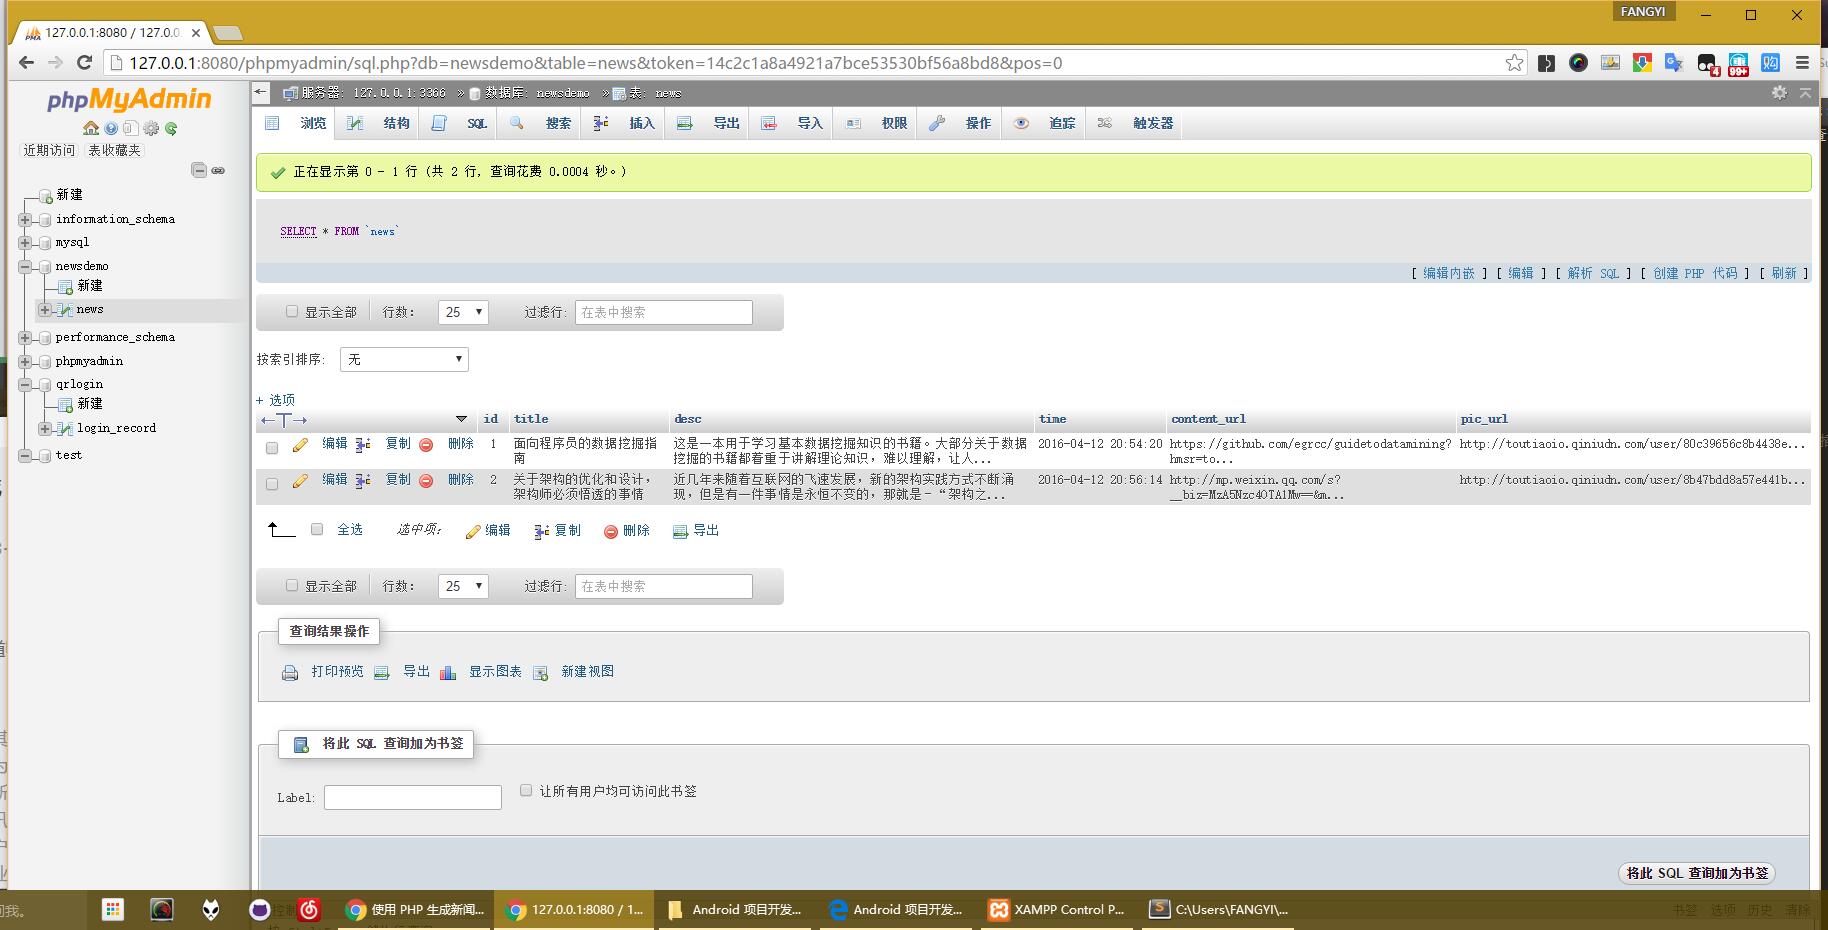 FANGYI
127.0.0.1:8080 / 127.0.0
127.0.0.1:8080/phpmyadmin/sql.php?db=newsdemo&table=news&token=14c2c1a8a4921a7bce53530bf56a8bd8&pos=0
4
99+
购
phpMyAdmin
近期访问 表收藏夹
新建
information_schema
mysql
newsdemo
新建
news
performance_schema
phpmyadmin
qrlogin
新建
login_record
test
服务器: 127.0.0.1:3366 » 数据库: newsdemo » 表: news
浏览 结构 SQL 搜索 插入 导出 导入 权限 操作 追踪 触发器
正在显示第 0 - 1 行 (共 2 行, 查询花费 0.0004 秒。)
SELECT * FROM `news`
[ 编辑内嵌 ] [ 编辑 ] [ 解析 SQL ] [ 创建 PHP 代码 ] [ 刷新 ]
显示全部 行数: 25 过滤行: 在表中搜索
按索引排序: 无
+ 选项
←T→ id title desc time content_url pic_url
编辑 复制 删除 1 面向程序员的数据挖掘指南 这是一本用于学习基本数据挖掘知识的书籍。大部分关于数据挖掘的书籍都着重于讲解理论知识，难以理解，让人... 2016-04-12 20:54:20 https://github.com/egrcc/guidetodatamining?hmsr=to... http://toutiaoio.qiniudn.com/user/80c39656c8b4438e...
编辑 复制 删除 2 关于架构的优化和设计，架构师必须悟透的事情 近几年来随着互联网的飞速发展，新的架构实践方式不断涌现，但是有一件事情是永恒不变的，那就是-“架构之... 2016-04-12 20:56:14 http://mp.weixin.qq.com/s?__biz=MzA5Nzc4OTA1Mw==&m... http://toutiaoio.qiniudn.com/user/8b47bdd8a57e441b...
全选 选中项: 编辑 复制 删除 导出
显示全部 行数: 25 过滤行: 在表中搜索
查询结果操作
打印预览 导出 显示图表 新建视图
将此 SQL 查询加为书签
Label: 让所有用户均可访问此书签
将此 SQL 查询加为书签
书签 选项 历史 清除
使用 PHP 生成新闻... 127.0.0.1:8080 / 1... Android 项目开发... Android 项目开发... XAMPP Control P... C:\Users\FANGYI\...